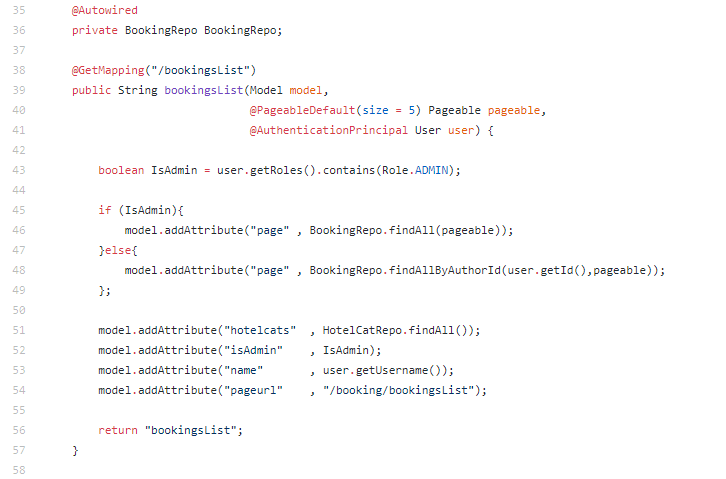 35 @Autowired
36 private BookingRepo BookingRepo;
37
38 @GetMapping("/bookingsList")
39 public String bookingsList(Model model,
40 @PageableDefault(size = 5) Pageable pageable,
41 @AuthenticationPrincipal User user) {
42
43 boolean IsAdmin = user.getRoles().contains(Role.ADMIN);
44
45 if (IsAdmin){
46 model.addAttribute("page" , BookingRepo.findAll(pageable));
47 }else{
48 model.addAttribute("page" , BookingRepo.findAllByAuthorId(user.getId(),pageable));
49 };
50
51 model.addAttribute("hotelcats" , HotelCatRepo.findAll());
52 model.addAttribute("isAdmin" , IsAdmin);
53 model.addAttribute("name" , user.getUsername());
54 model.addAttribute("pageurl" , "/booking/bookingsList");
55
56 return "bookingsList";
57 }
58